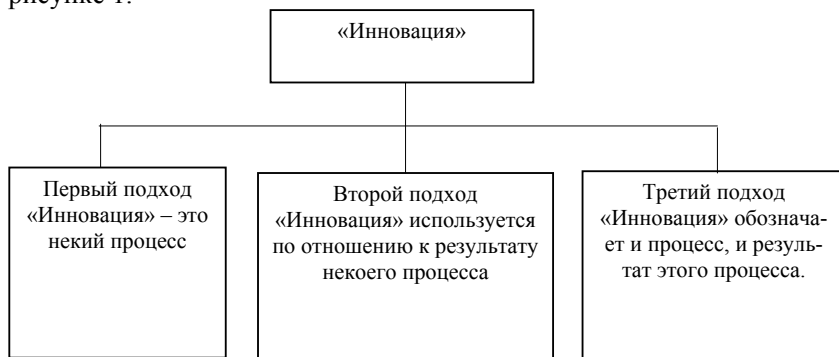 рисунке 1.
«Инновация»
Первый подход
«Инновация» – это
некий процесс
Второй подход
«Инновация» используется
по отношению к результату
некоего процесса
Третий подход
«Инновация» обознача-
ет и процесс, и резуль-
тат этого процесса.